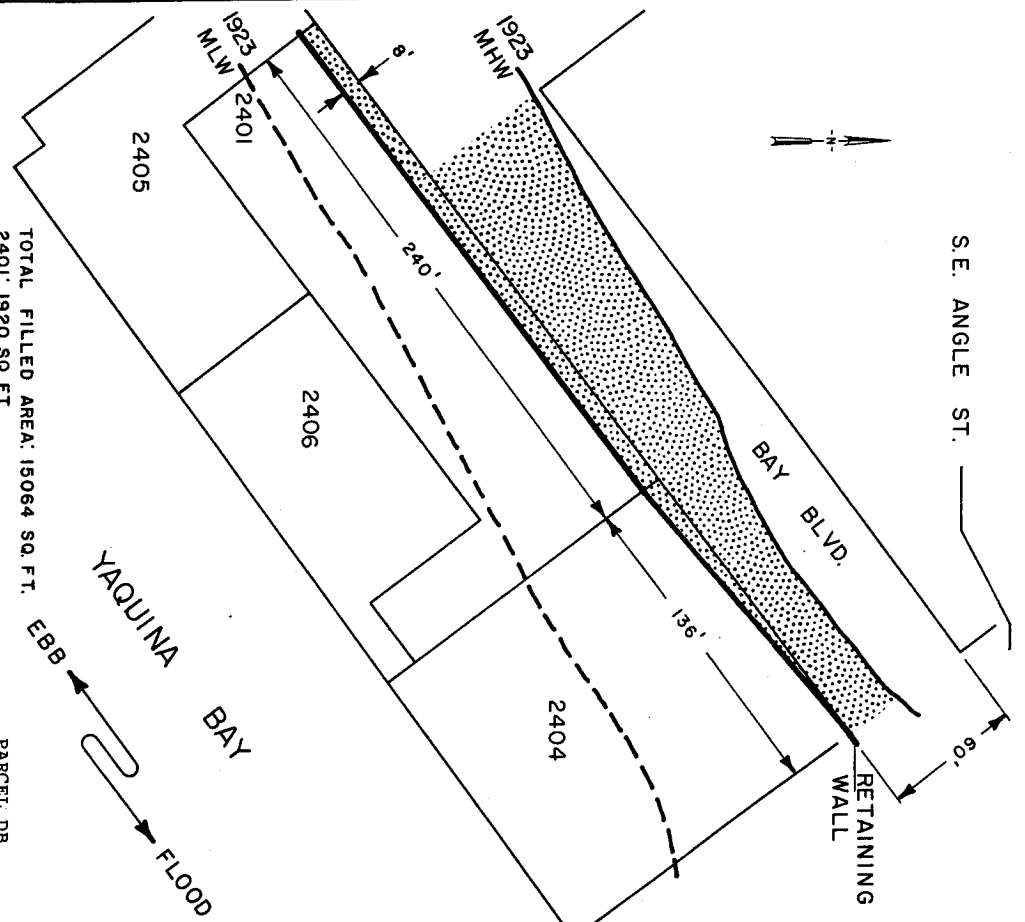 S.E. ANGLE ST.
1923
MHW
1923
MLW
8'
N
2401
2405
240'
BAY BLVD.
2406
136'
60'
2404
RETAINING
WALL
YAQUINA BAY
EBB
FLOOD
TOTAL FILLED AREA: 15064 SQ. FT.
2401: 1920 SQ FT
PARCEL: DB